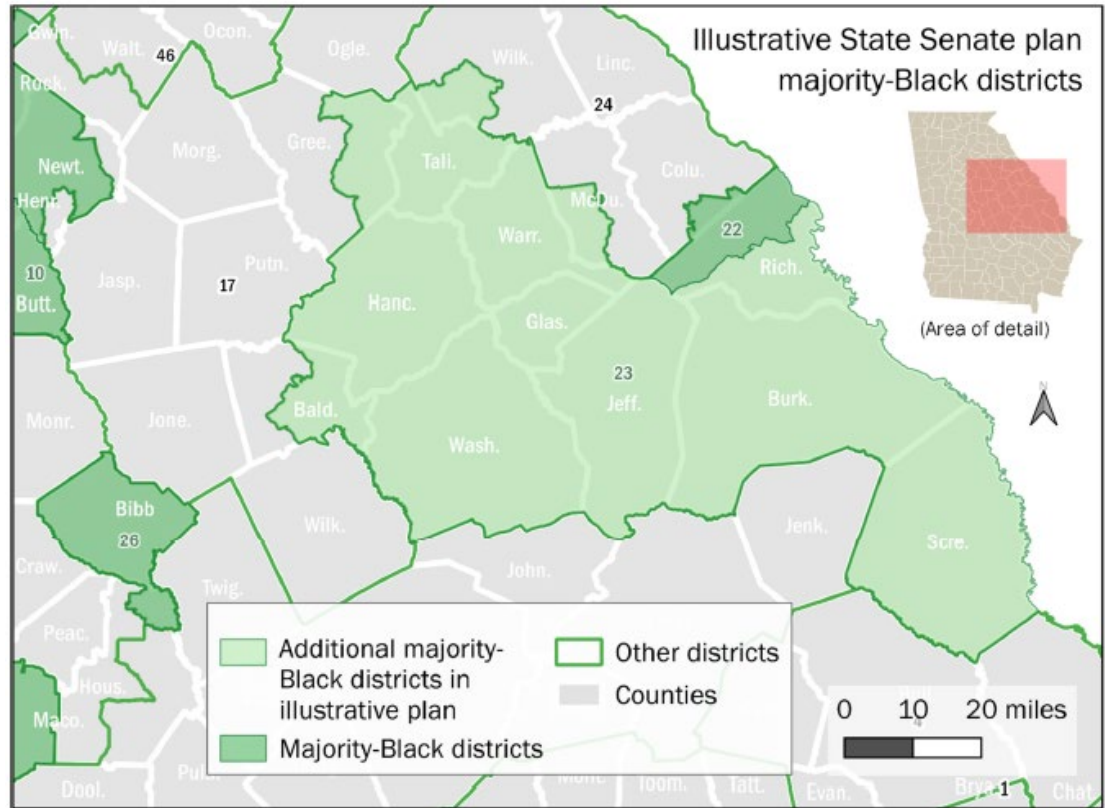 Illustrative State Senate plan
majority-Black districts
(Area of detail)
N
Gwin.
Walt.
46
Ocon.
Ogle.
Wilk.
Linc.
24
Rock.
Morg.
Gree.
Tali.
Colu.
Newt.
McDu.
Henr.
Warr.
22
Rich.
10
Butt.
Jasp.
17
Putn.
Hanc.
Glas.
23
Jeff.
Burk.
Monr.
Jone.
Bald.
Wash.
Bibb
26
Wilk.
Jenk.
Scre.
Craw.
Twig.
John.
Peac.
Hous.
Maco.
Dool.
Pula.
Mont.
Toom.
Tatt.
Evan.
Brya.
1
Chat.
4
Additional majority-
Black districts in
illustrative plan
Majority-Black districts
Other districts
Counties
0 10 20 miles